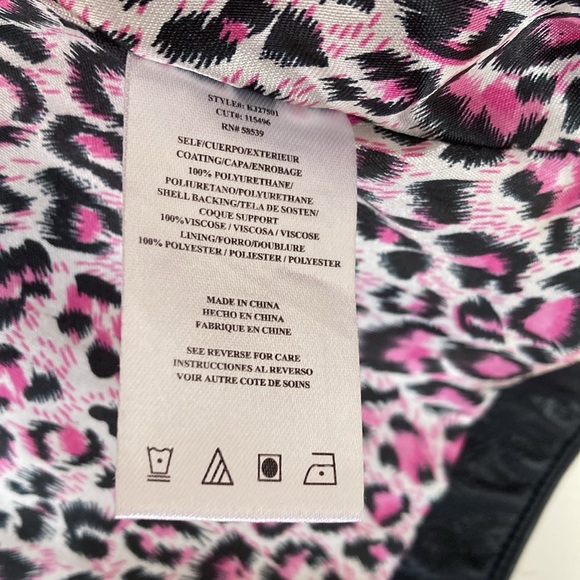 STYLE#: KJ27501
CUT#: 115496
RN# 58539
SELF/CUERPO/EXTERIEUR
COATING/CAPA/ENROBAGE
100% POLYURETHANE/
POLIURETANO/POLYURETHANE
SHELL BACKING/TELA DE SOSTEN/
COQUE SUPPORT
100%VISCOSE / VISCOSA / VISCOSE
LINING/FORRO/DOUBLURE
100% POLYESTER / POLIESTER / POLYESTER
MADE IN CHINA
HECHO EN CHINA
FABRIQUE EN CHINE
SEE REVERSE FOR CARE
INSTRUCCIONES AL REVERSO
VOIR AUTRE COTE DE SOINS